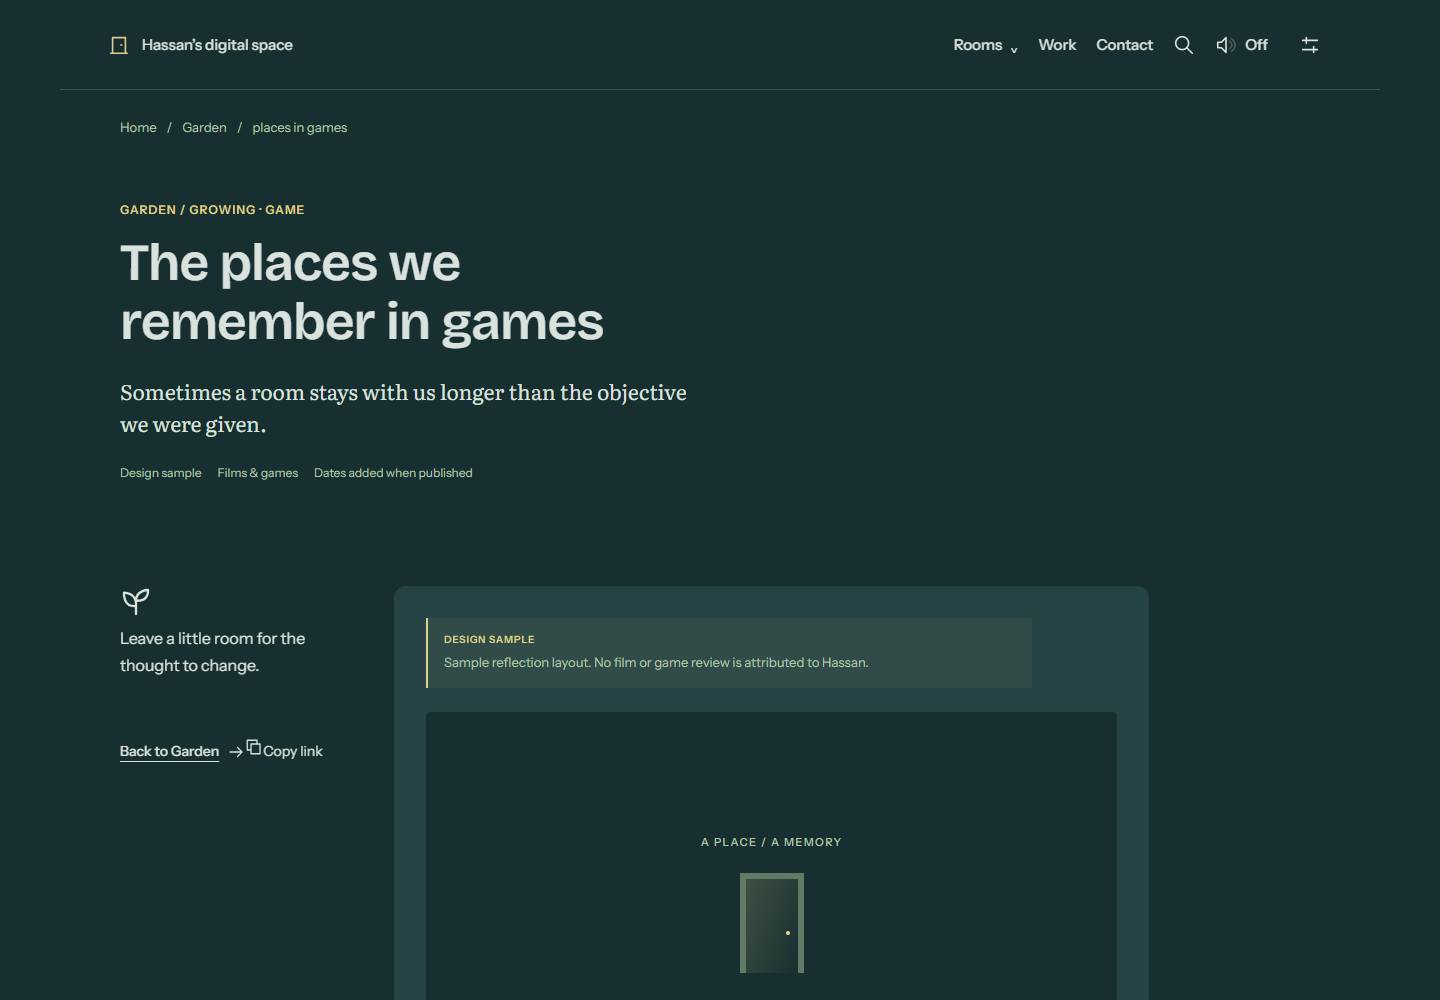 Hassan's digital space
Rooms
Work
Contact
Off
Home / Garden / places in games
GARDEN / GROWING · GAME
The places we
remember in games
Sometimes a room stays with us longer than the objective
we were given.
Design sample Films & games Dates added when published
Leave a little room for the
thought to change.
Back to Garden → Copy link
DESIGN SAMPLE
Sample reflection layout. No film or game review is attributed to Hassan.
A PLACE / A MEMORY